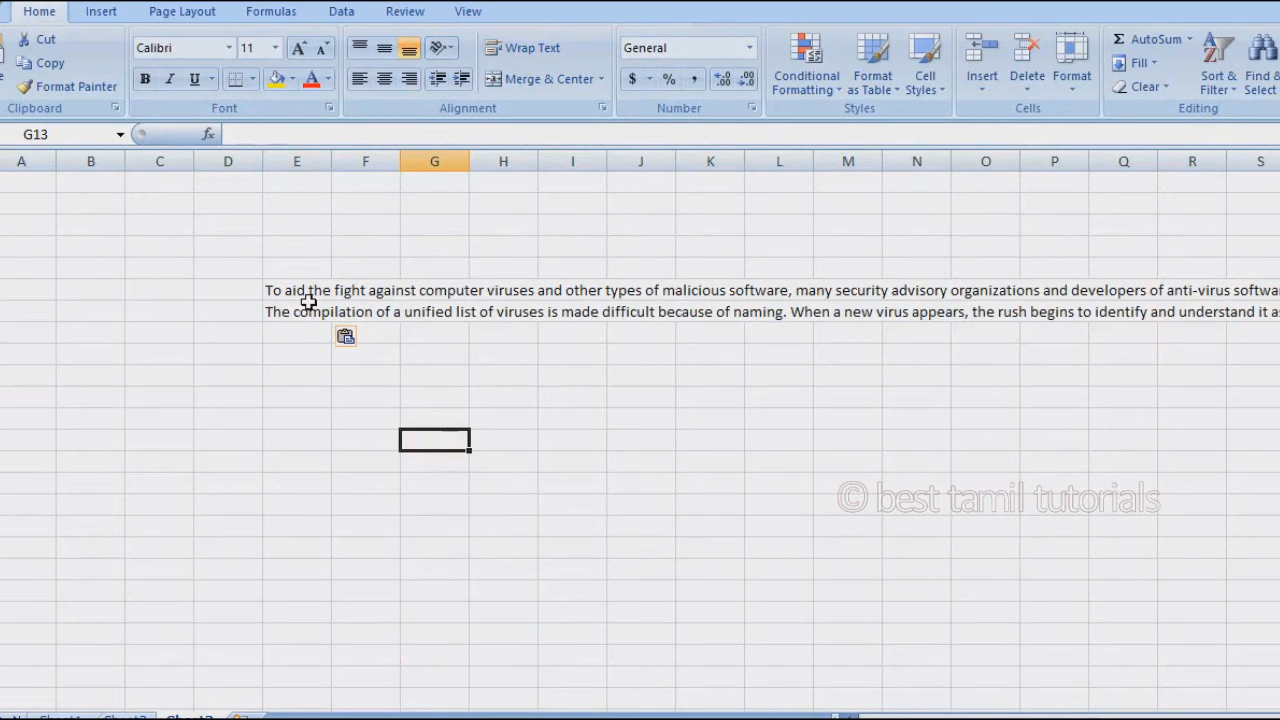 Home Insert Page Layout Formulas Data Review View
Cut
Copy
Format Painter
Clipboard
Calibri 11
Font
Wrap Text
Merge & Center
Alignment
General
$ % ,
Number
Conditional Formatting
Format as Table
Cell Styles
Styles
Insert
Delete
Format
Cells
AutoSum
Fill
Clear
Sort & Filter
Find & Select
Editing
G13
fx
A B C D E F G H I J K L M N O P Q R S
To aid the fight against computer viruses and other types of malicious software, many security advisory organizations and developers of anti-virus softwa
The compilation of a unified list of viruses is made difficult because of naming. When a new virus appears, the rush begins to identify and understand it as
© best tamil tutorials